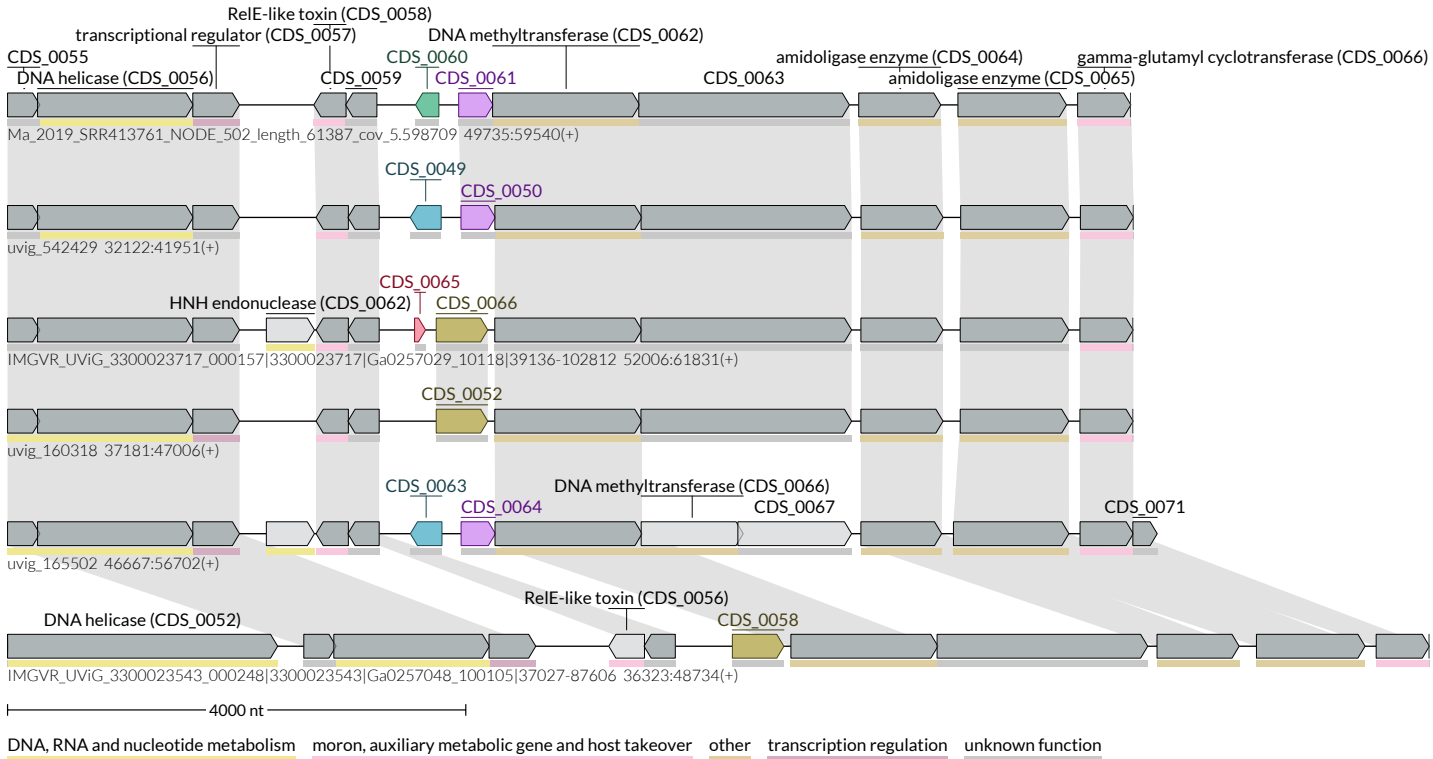 RelE-like toxin (CDS_0058)
transcriptional regulator (CDS_0057) DNA methyltransferase (CDS_0062)
CDS_0055 CDS_0060 amidoligase enzyme (CDS_0064) gamma-glutamyl cyclotransferase (CDS_0066)
DNA helicase (CDS_0056) CDS_0059 CDS_0061 CDS_0063 amidoligase enzyme (CDS_0065)
Ma_2019_SRR413761_NODE_502_length_61387_cov_5.598709 49735:59540(+)
CDS_0049
CDS_0050
uvig_542429 32122:41951(+)
CDS_0065
HNH endonuclease (CDS_0062) CDS_0066
IMGVR_UViG_3300023717_000157|3300023717|Ga0257029_10118|39136-102812 52006:61831(+)
CDS_0052
uvig_160318 37181:47006(+)
CDS_0063 DNA methyltransferase (CDS_0066)
CDS_0064 CDS_0067 CDS_0071
uvig_165502 46667:56702(+)
RelE-like toxin (CDS_0056)
DNA helicase (CDS_0052) CDS_0058
IMGVR_UViG_3300023543_000248|3300023543|Ga0257048_100105|37027-87606 36323:48734(+)
4000 nt
DNA, RNA and nucleotide metabolism moron, auxiliary metabolic gene and host takeover other transcription regulation unknown function